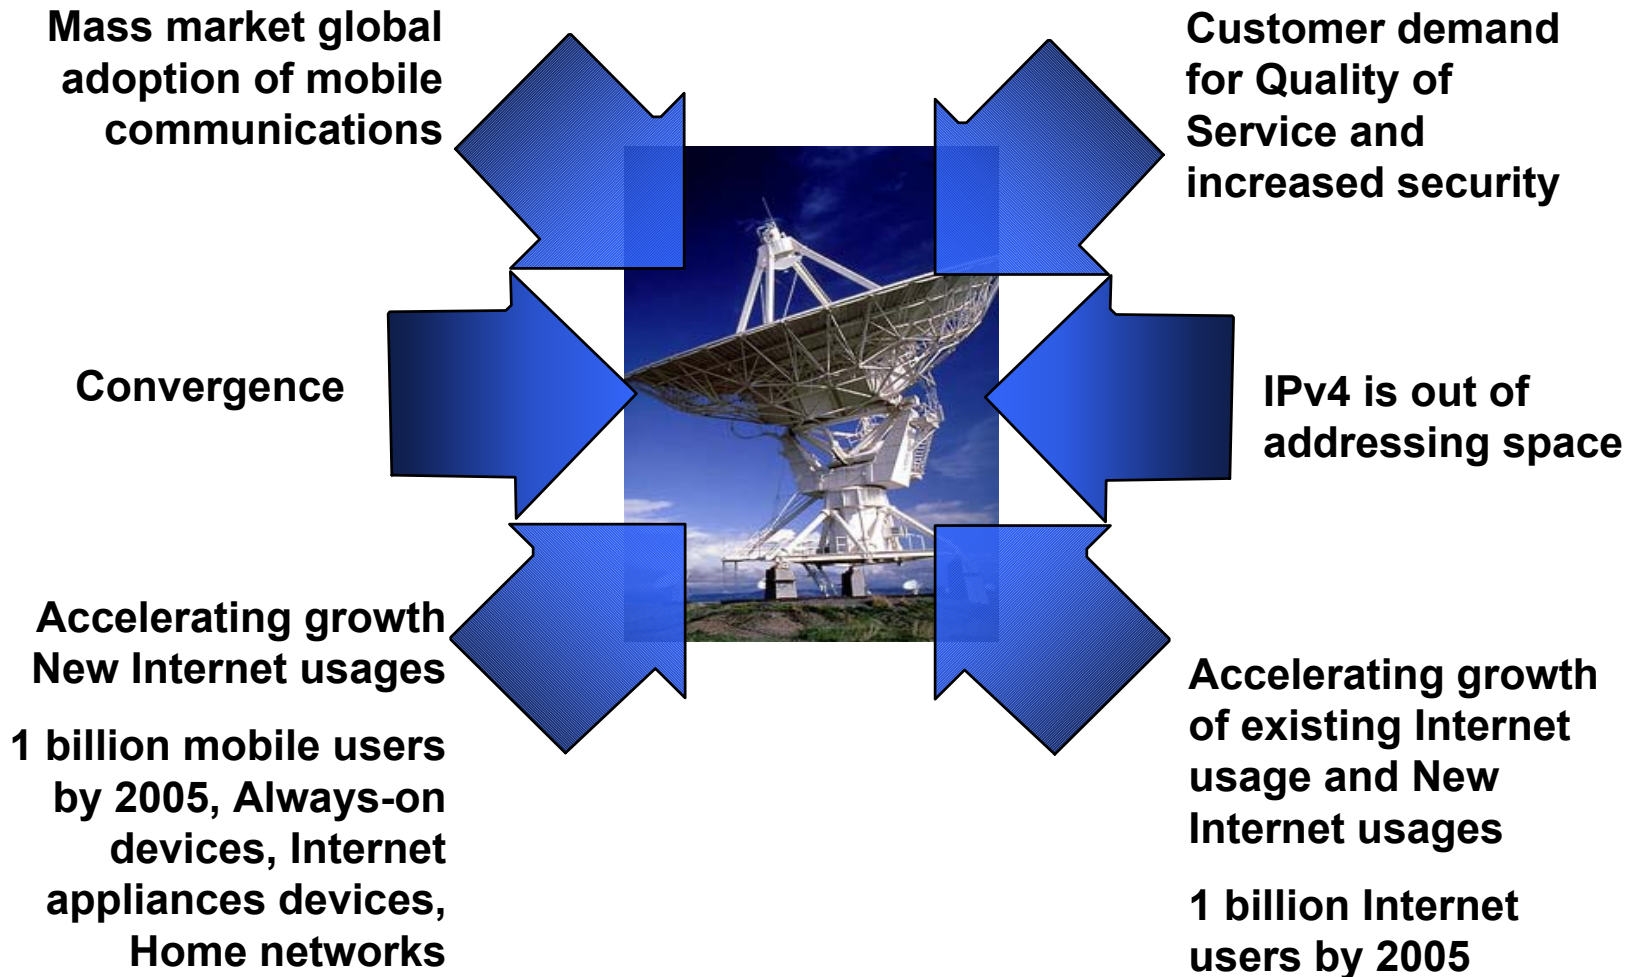 Mass market global
adoption of mobile
communications
Customer demand
for Quality of
Service and
increased security
Convergence
IPv4 is out of
addressing space
Accelerating growth
New Internet usages
1 billion mobile users
by 2005, Always-on
devices, Internet
appliances devices,
Home networks
Accelerating growth
of existing Internet
usage and New
Internet usages
1 billion Internet
users by 2005